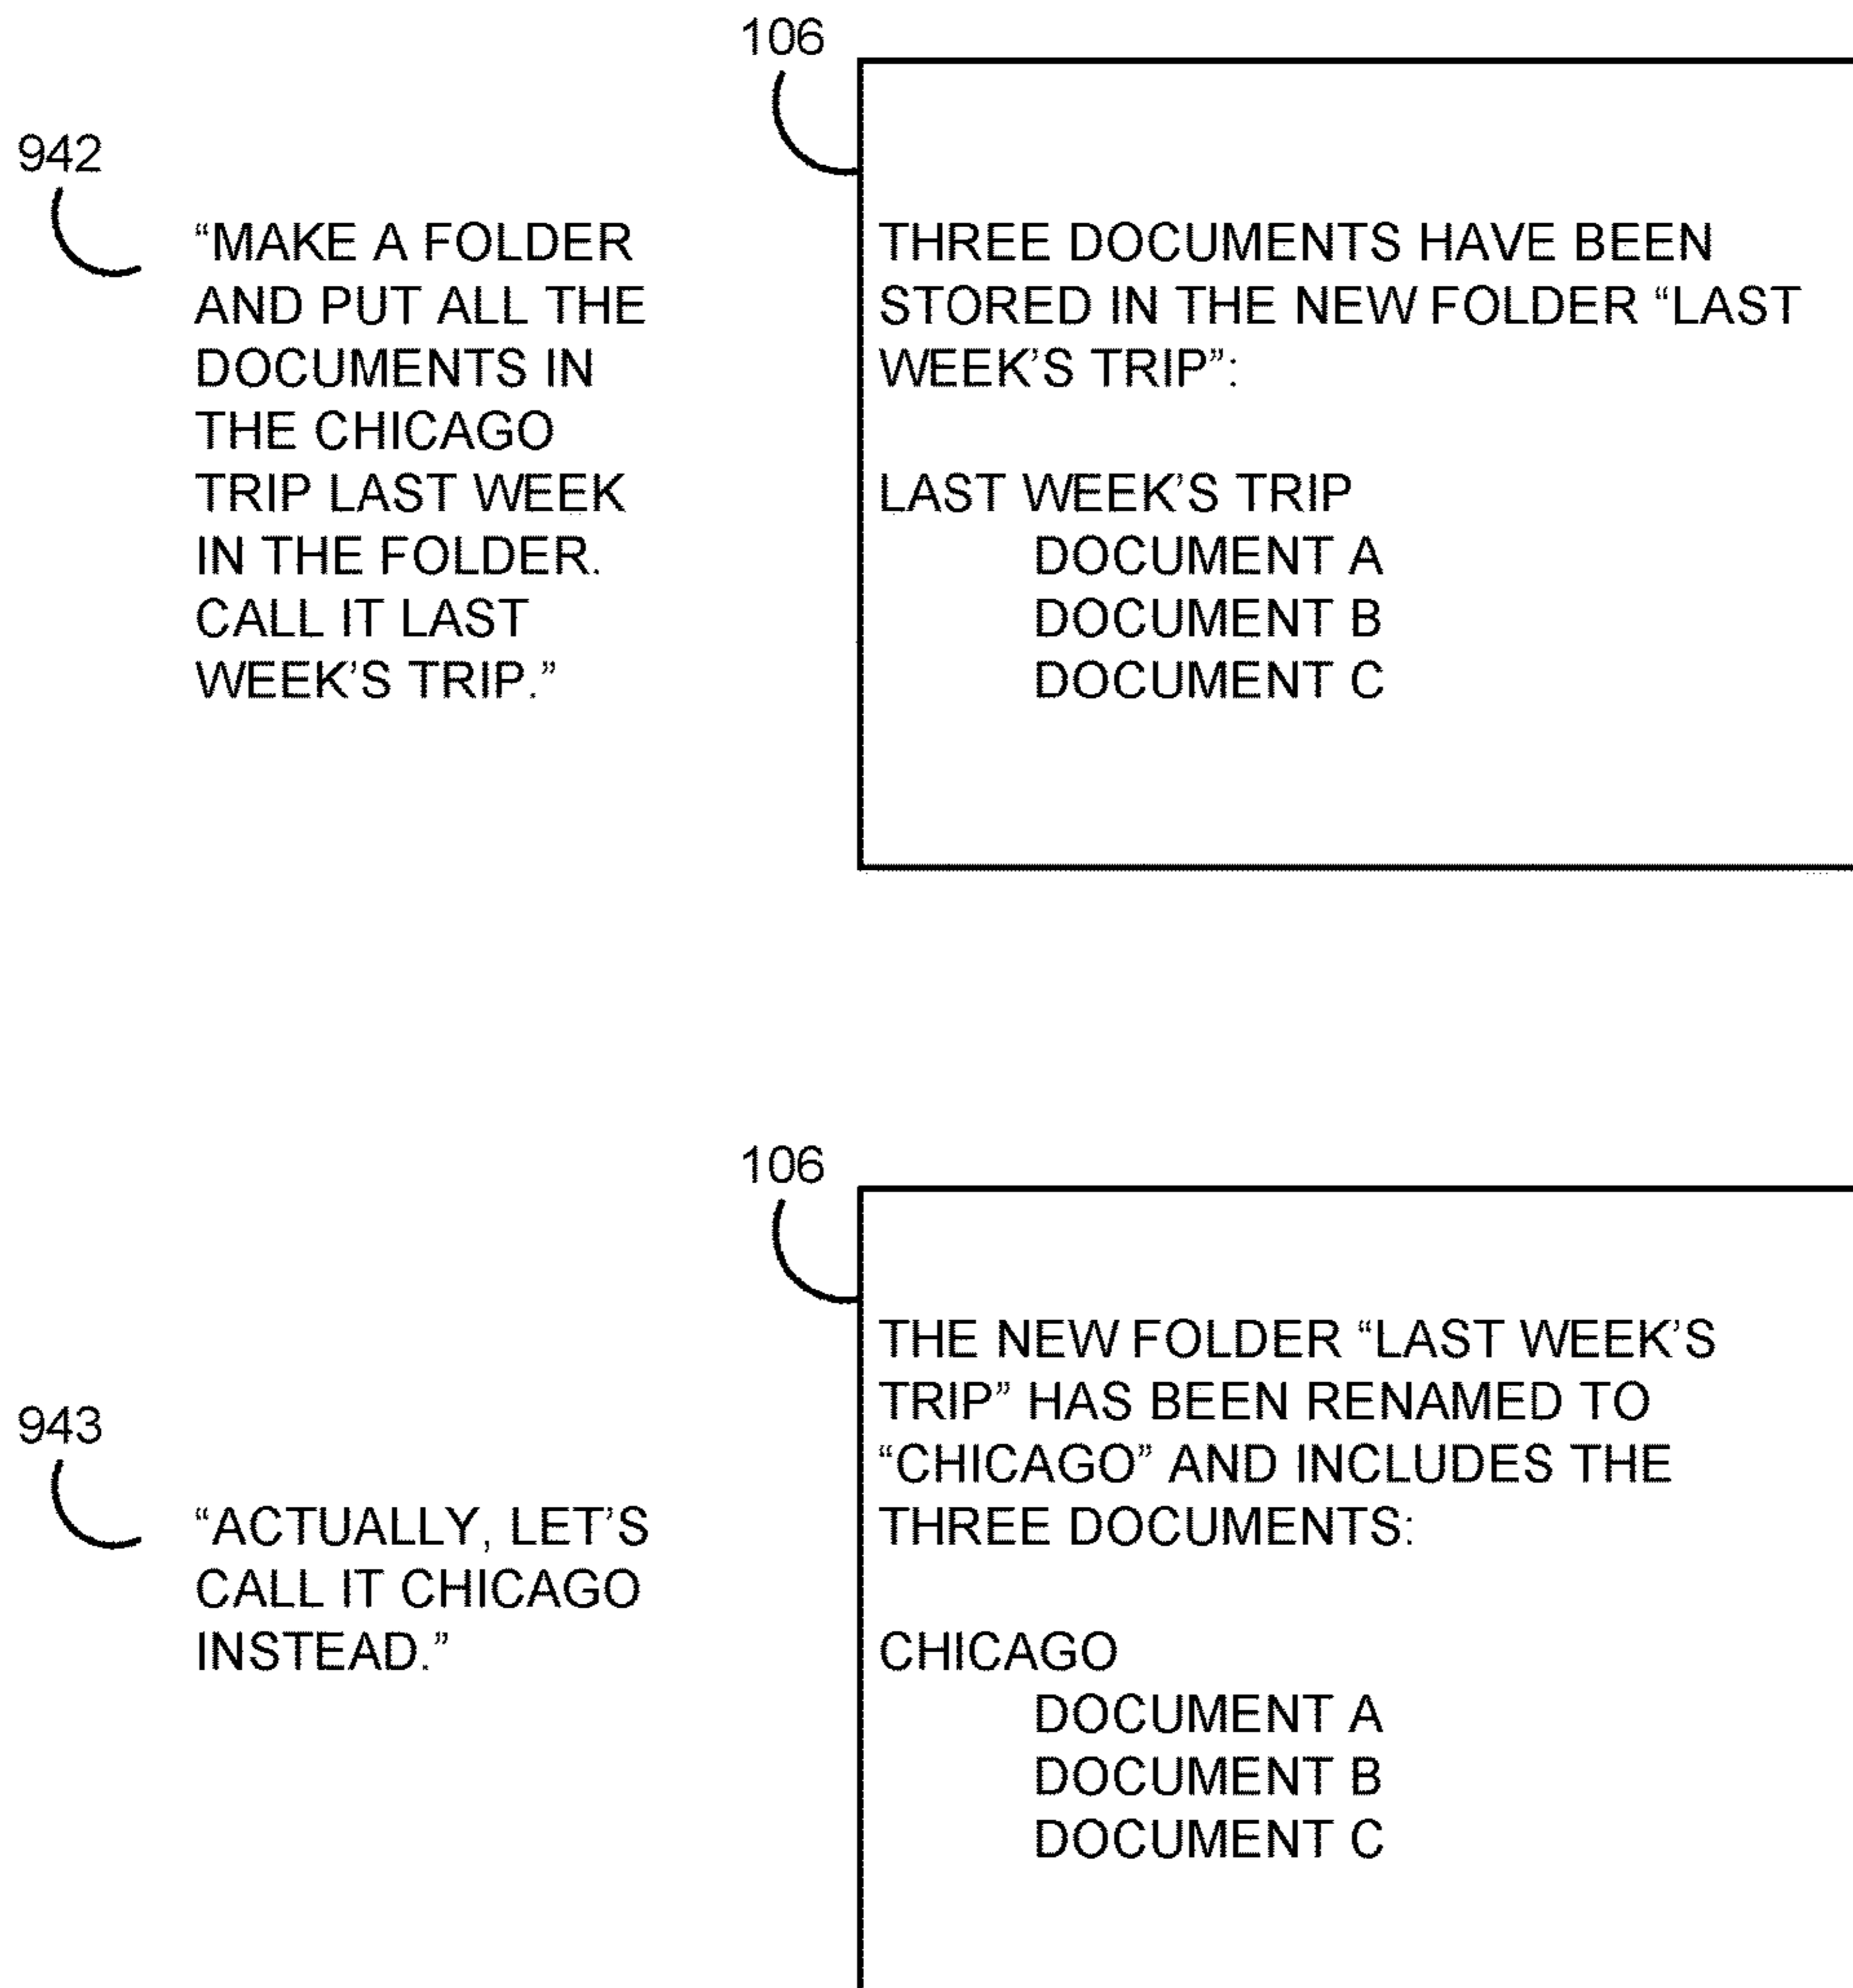 106
942
“MAKE A FOLDER
AND PUT ALL THE
DOCUMENTS IN
THE CHICAGO
TRIP LAST WEEK
IN THE FOLDER.
CALL IT LAST
WEEK’S TRIP.”
THREE DOCUMENTS HAVE BEEN
STORED IN THE NEW FOLDER “LAST
WEEK’S TRIP”:
LAST WEEK’S TRIP
DOCUMENT A
DOCUMENT B
DOCUMENT C
106
943
“ACTUALLY, LET’S
CALL IT CHICAGO
INSTEAD.”
THE NEW FOLDER “LAST WEEK’S
TRIP” HAS BEEN RENAMED TO
“CHICAGO” AND INCLUDES THE
THREE DOCUMENTS:
CHICAGO
DOCUMENT A
DOCUMENT B
DOCUMENT C